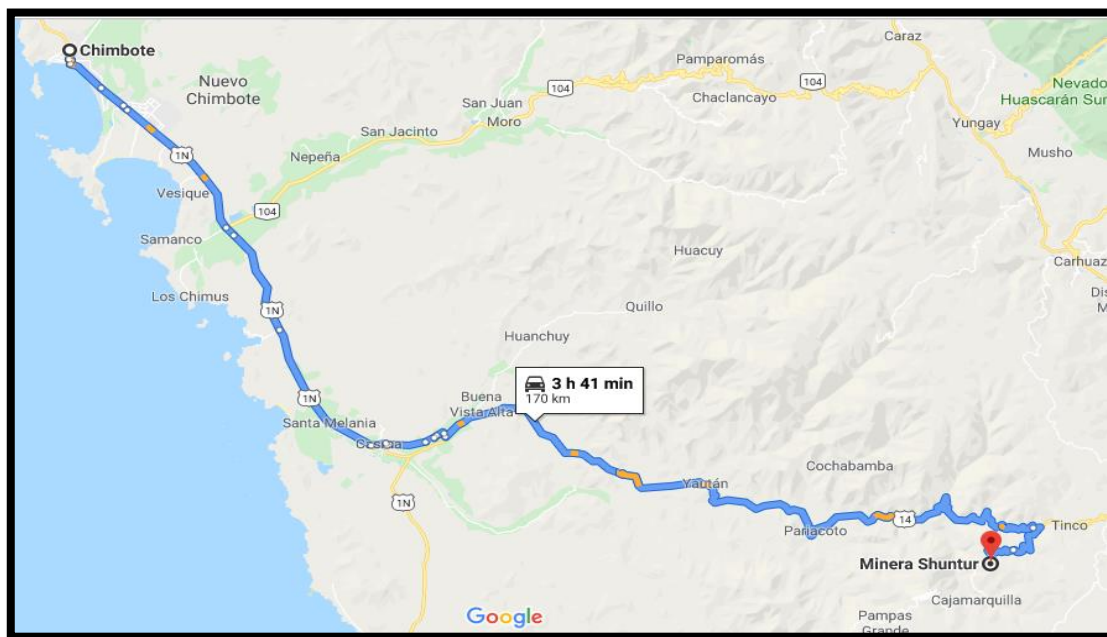 Chimbote
Nuevo
Chimbote
1N
Vesique
Samanco
104
Los Chimus
1N
Nepeña
San Jacinto
San Juan
Moro
104
Pamparomás
Chaclancayo
104
Caraz
Nevado
Huascarán Sur
Yungay
Musho
Carhuaz
Huacuy
Quillo
Huanchuy
3 h 41 min
170 km
Buena
Vista Alta
1N
Santa Melania
Casma
1N
Yaután
Cochabamba
Pariacoto
14
Tinco
Minera Shuntur
Cajamarquilla
Pampas
Grande
Google